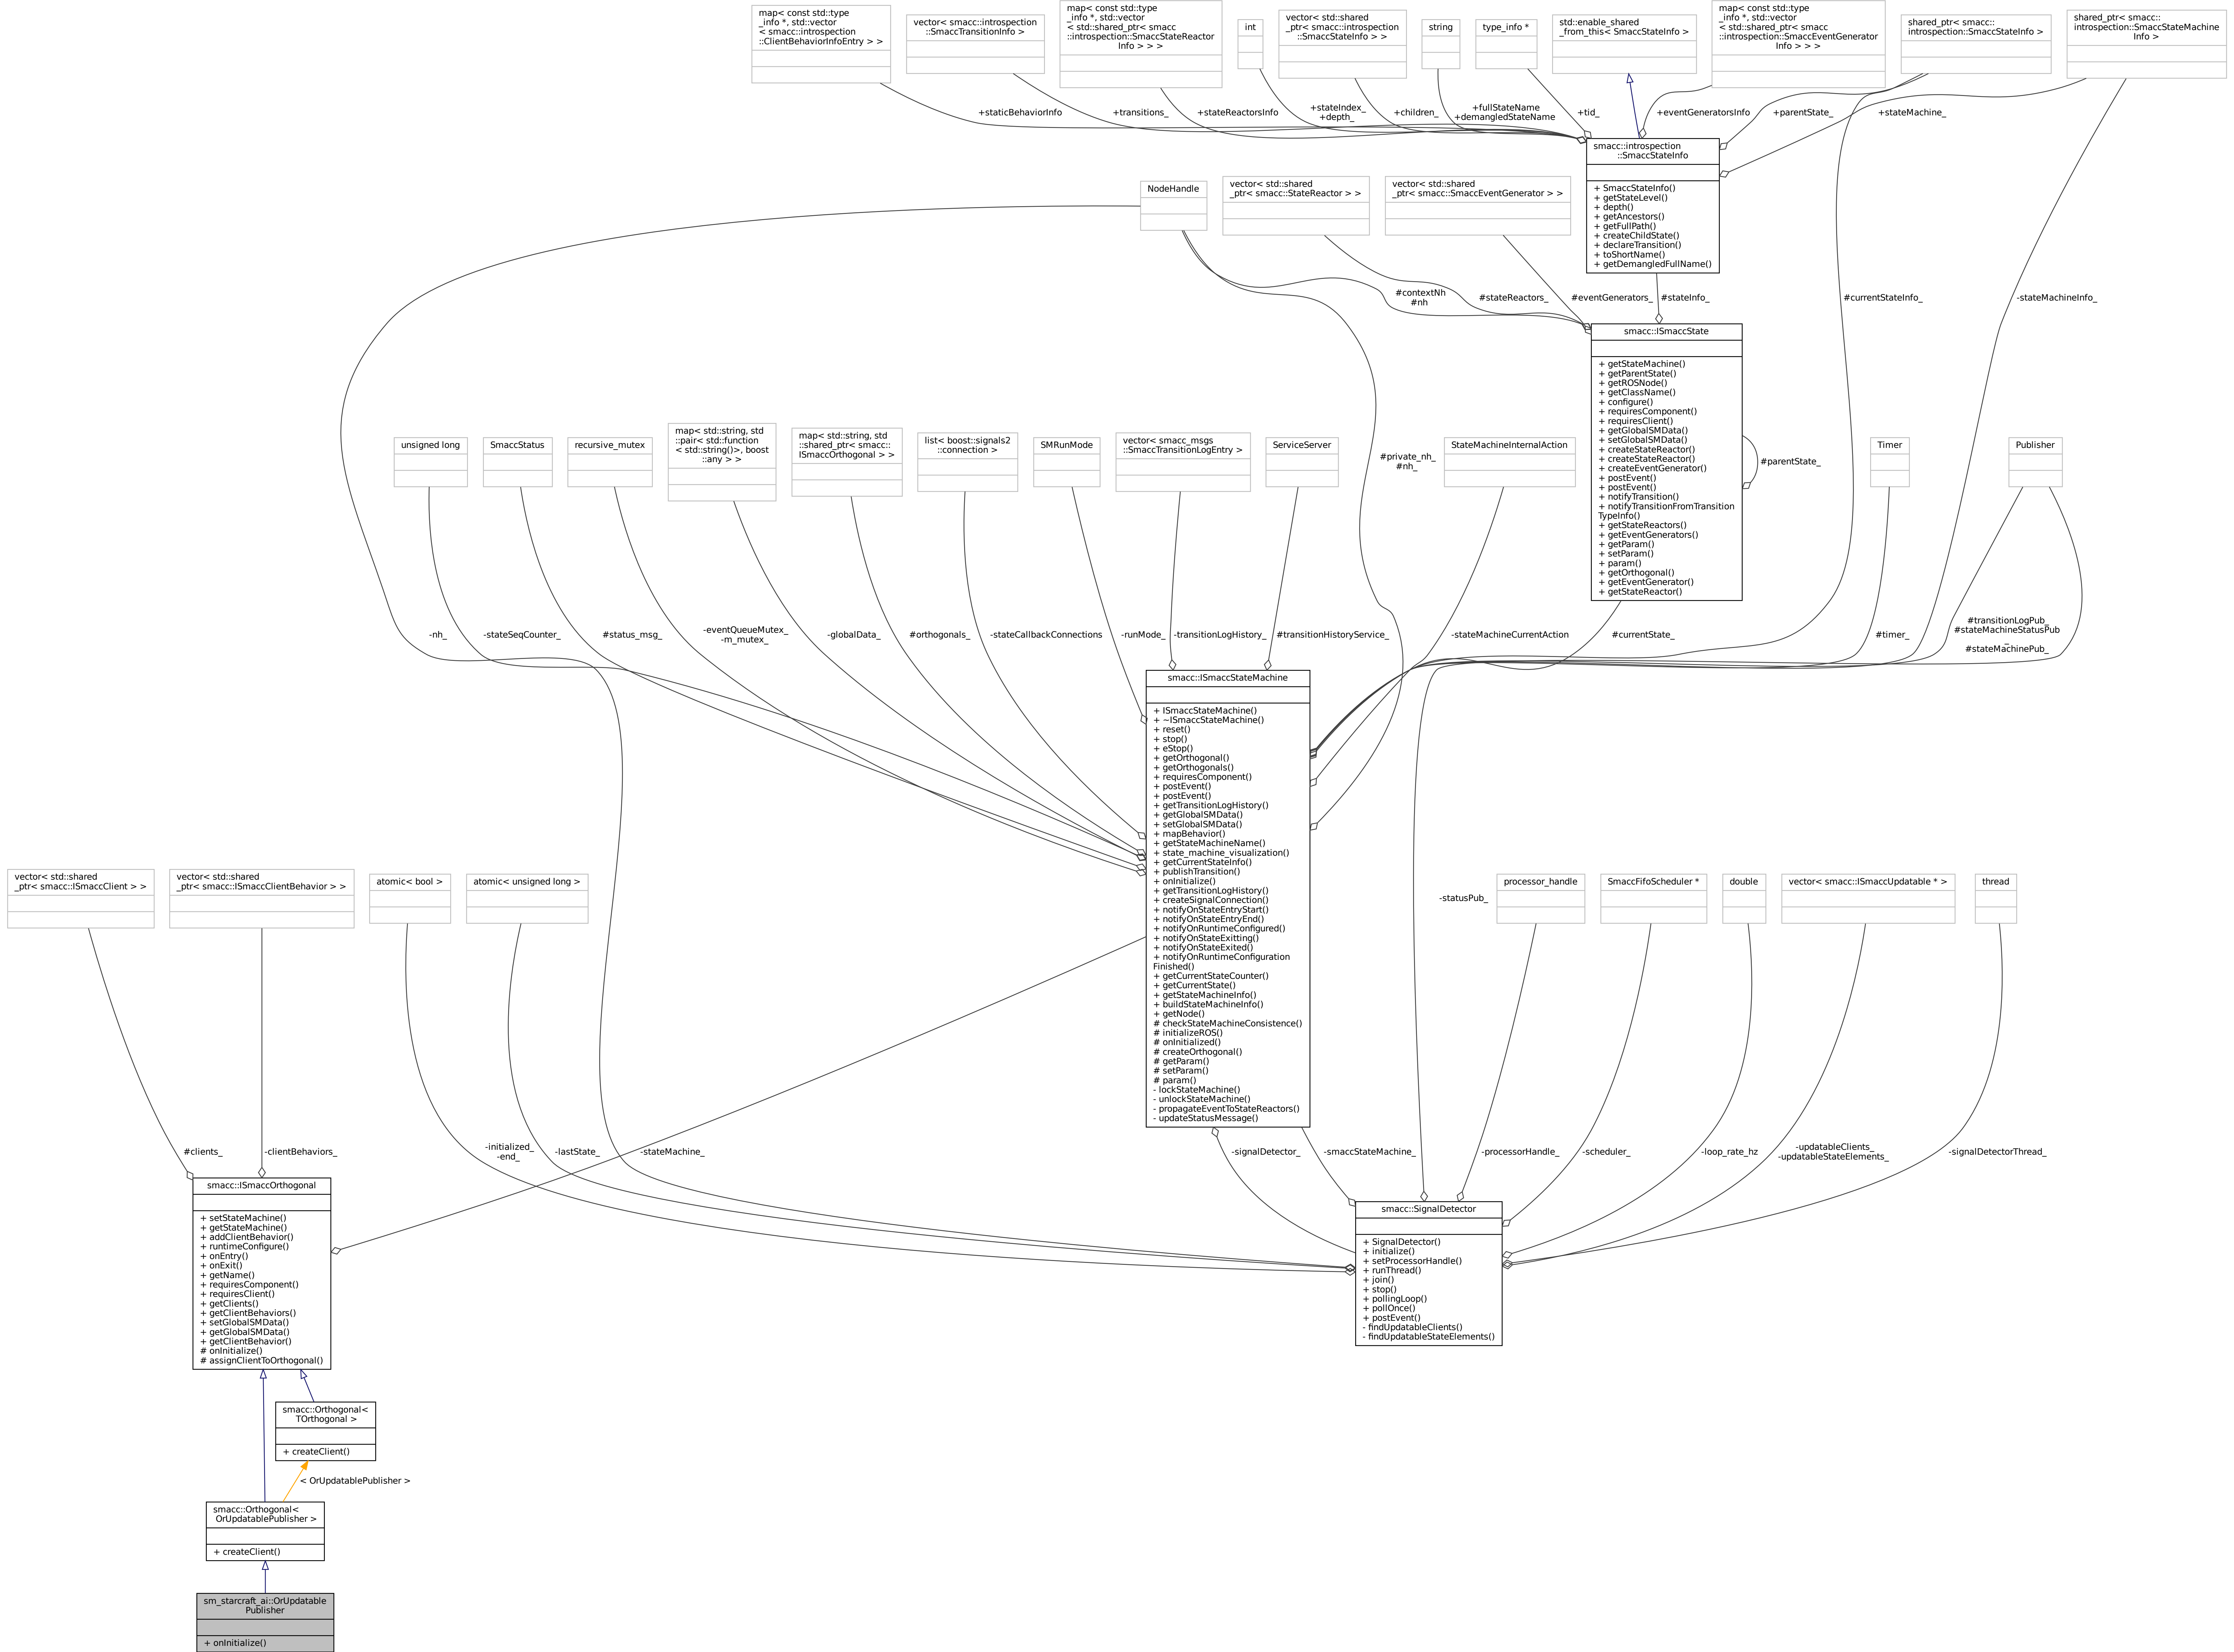 map< const std::type
_info *, std::vector
< smacc::introspection
::ClientBehaviorInfoEntry > >
vector< smacc::introspection
::SmaccTransitionInfo >
map< const std::type
_info *, std::vector
< std::shared_ptr< smacc
::introspection::SmaccStateReactor
Info > > >
int
vector< std::shared
_ptr< smacc::introspection
::SmaccStateInfo > >
string
type_info *
std::enable_shared
_from_this< SmaccStateInfo >
map< const std::type
_info *, std::vector
< std::shared_ptr< smacc
::introspection::SmaccEventGenerator
Info > > >
shared_ptr< smacc::
introspection::SmaccStateInfo >
shared_ptr< smacc::
introspection::SmaccStateMachine
Info >
+staticBehaviorInfo
+transitions_
+stateReactorsInfo
+stateIndex_
+depth_
+children_
+fullStateName
+demangledStateName
+tid_
+eventGeneratorsInfo
+parentState_
+stateMachine_
smacc::introspection
::SmaccStateInfo
+ SmaccStateInfo()
+ getStateLevel()
+ depth()
+ getAncestors()
+ getFullPath()
+ createChildState()
+ declareTransition()
+ toShortName()
+ getDemangledFullName()
NodeHandle
vector< std::shared
_ptr< smacc::StateReactor > >
vector< std::shared
_ptr< smacc::SmaccEventGenerator > >
#contextNh
#nh
#stateReactors_
#eventGenerators_
#stateInfo_
#currentStateInfo_
-stateMachineInfo_
smacc::ISmaccState
+ getStateMachine()
+ getParentState()
+ getROSNode()
+ getClassName()
+ configure()
+ requiresComponent()
+ requiresClient()
+ getGlobalSMData()
+ setGlobalSMData()
+ createStateReactor()
+ createStateReactor()
+ createEventGenerator()
+ postEvent()
+ postEvent()
+ notifyTransition()
+ notifyTransitionFromTransition
TypeInfo()
+ getStateReactors()
+ getEventGenerators()
+ getParam()
+ setParam()
+ param()
+ getOrthogonal()
+ getEventGenerator()
+ getStateReactor()
#parentState_
unsigned long
SmaccStatus
recursive_mutex
map< std::string, std
::pair< std::function
< std::string()>, boost
::any > >
map< std::string, std
::shared_ptr< smacc::
ISmaccOrthogonal > >
list< boost::signals2
::connection >
SMRunMode
vector< smacc_msgs
::SmaccTransitionLogEntry >
ServiceServer
#private_nh_
#nh_
StateMachineInternalAction
Timer
Publisher
-nh_
-stateSeqCounter_
#status_msg_
-eventQueueMutex_
-m_mutex_
-globalData_
#orthogonals_
-stateCallbackConnections
-runMode_
-transitionLogHistory_
#transitionHistoryService_
-stateMachineCurrentAction
#currentState_
#timer_
#transitionLogPub_
#stateMachineStatusPub
_
#stateMachinePub_
smacc::ISmaccStateMachine
+ ISmaccStateMachine()
+ ~ISmaccStateMachine()
+ reset()
+ stop()
+ eStop()
+ getOrthogonal()
+ getOrthogonals()
+ requiresComponent()
+ postEvent()
+ postEvent()
+ getTransitionLogHistory()
+ getGlobalSMData()
+ setGlobalSMData()
+ mapBehavior()
+ getStateMachineName()
+ state_machine_visualization()
+ getCurrentStateInfo()
+ publishTransition()
+ onInitialize()
+ getTransitionLogHistory()
+ createSignalConnection()
+ notifyOnStateEntryStart()
+ notifyOnStateEntryEnd()
+ notifyOnRuntimeConfigured()
+ notifyOnStateExitting()
+ notifyOnStateExited()
+ notifyOnRuntimeConfiguration
Finished()
+ getCurrentStateCounter()
+ getCurrentState()
+ getStateMachineInfo()
+ buildStateMachineInfo()
+ getNode()
# checkStateMachineConsistence()
# initializeROS()
# onInitialized()
# createOrthogonal()
# getParam()
# setParam()
# param()
- lockStateMachine()
- unlockStateMachine()
- propagateEventToStateReactors()
- updateStatusMessage()
vector< std::shared
_ptr< smacc::ISmaccClient > >
vector< std::shared
_ptr< smacc::ISmaccClientBehavior > >
atomic< bool >
atomic< unsigned long >
-statusPub_
processor_handle
SmaccFifoScheduler *
double
vector< smacc::ISmaccUpdatable * >
thread
#clients_
-clientBehaviors_
-initialized_
-end_
-lastState_
-stateMachine_
-signalDetector_
-smaccStateMachine_
-processorHandle_
-scheduler_
-loop_rate_hz
-updatableClients_
-updatableStateElements_
-signalDetectorThread_
smacc::ISmaccOrthogonal
+ setStateMachine()
+ getStateMachine()
+ addClientBehavior()
+ runtimeConfigure()
+ onEntry()
+ onExit()
+ getName()
+ requiresComponent()
+ requiresClient()
+ getClients()
+ getClientBehaviors()
+ setGlobalSMData()
+ getGlobalSMData()
+ getClientBehavior()
# onInitialize()
# assignClientToOrthogonal()
smacc::SignalDetector
+ SignalDetector()
+ initialize()
+ setProcessorHandle()
+ runThread()
+ join()
+ stop()
+ pollingLoop()
+ pollOnce()
+ postEvent()
- findUpdatableClients()
- findUpdatableStateElements()
smacc::Orthogonal<
TOrthogonal >
+ createClient()
< OrUpdatablePublisher >
smacc::Orthogonal<
OrUpdatablePublisher >
+ createClient()
sm_starcraft_ai::OrUpdatable
Publisher
+ onInitialize()